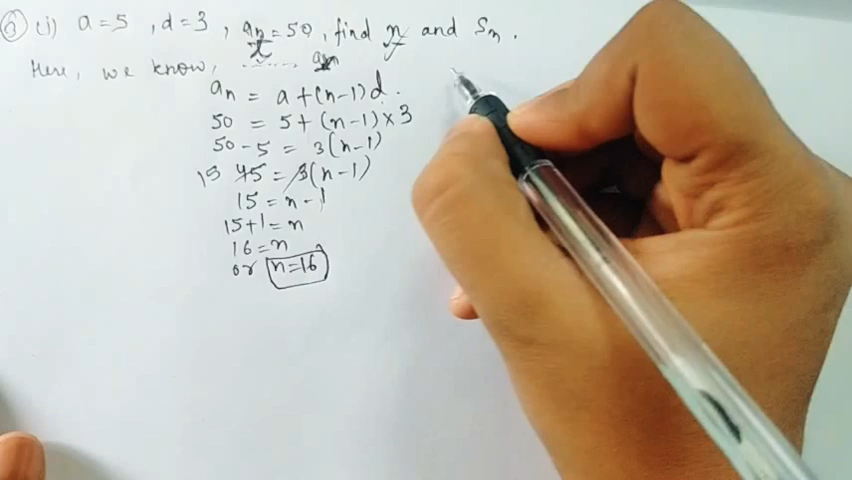 ③ (i) a = 5 , d = 3 , an = 50 , find n and Sn .
Here, we know,
an = a + (n-1) d .
50 = 5 + (n-1) × 3
50 - 5 = 3 (n-1)
15 45 = 3 (n-1)
15 = n - 1
15 + 1 = n
16 = n
or n = 16